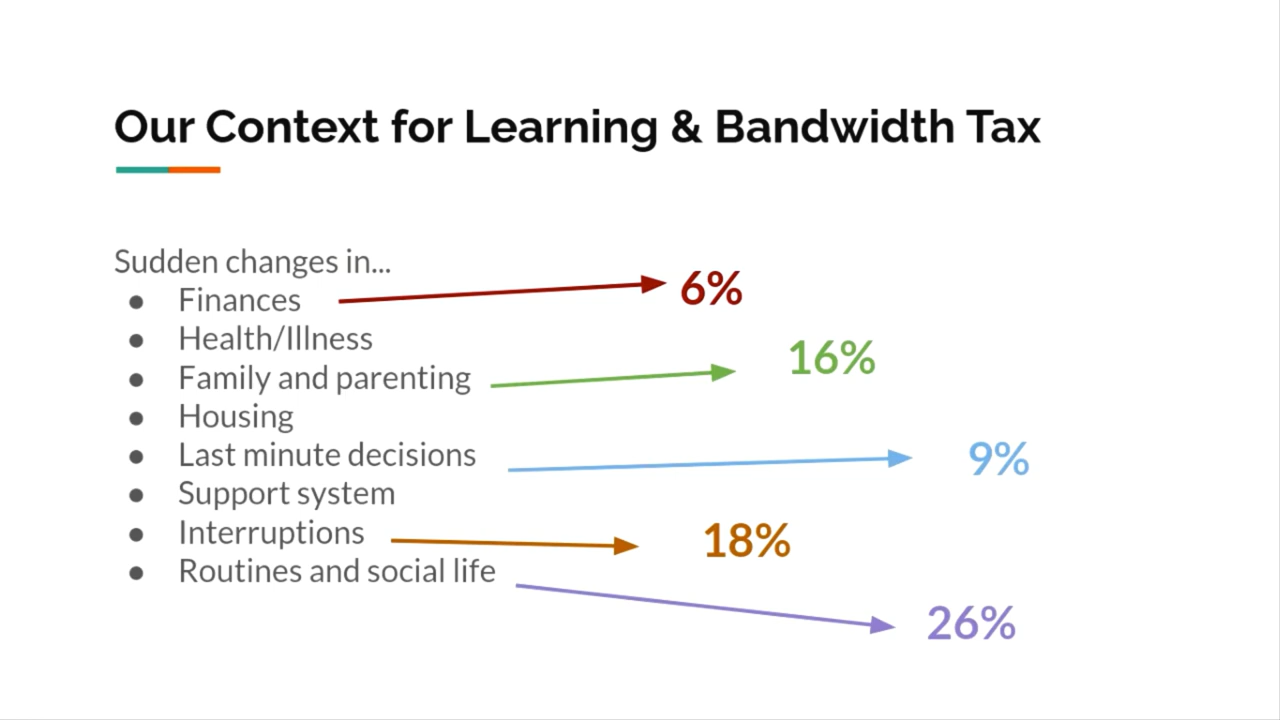 Our Context for Learning & Bandwidth Tax
Sudden changes in...
● Finances
6%
● Health/Illness
● Family and parenting
16%
● Housing
● Last minute decisions
9%
● Support system
● Interruptions
18%
● Routines and social life
26%